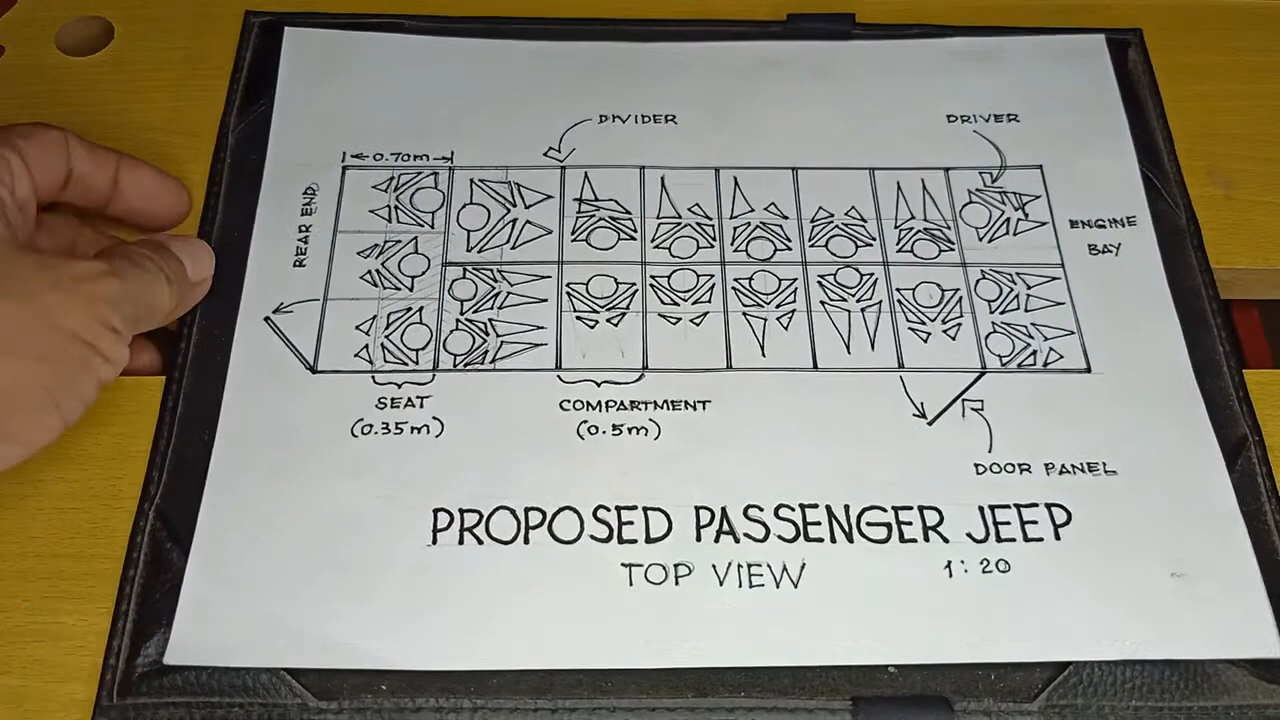 DIVIDER
DRIVER
0.70m
REAR END
ENGINE
BAY
SEAT
(0.35m)
COMPARTMENT
(0.5m)
DOOR PANEL
PROPOSED PASSENGER JEEP
TOP VIEW
1:20